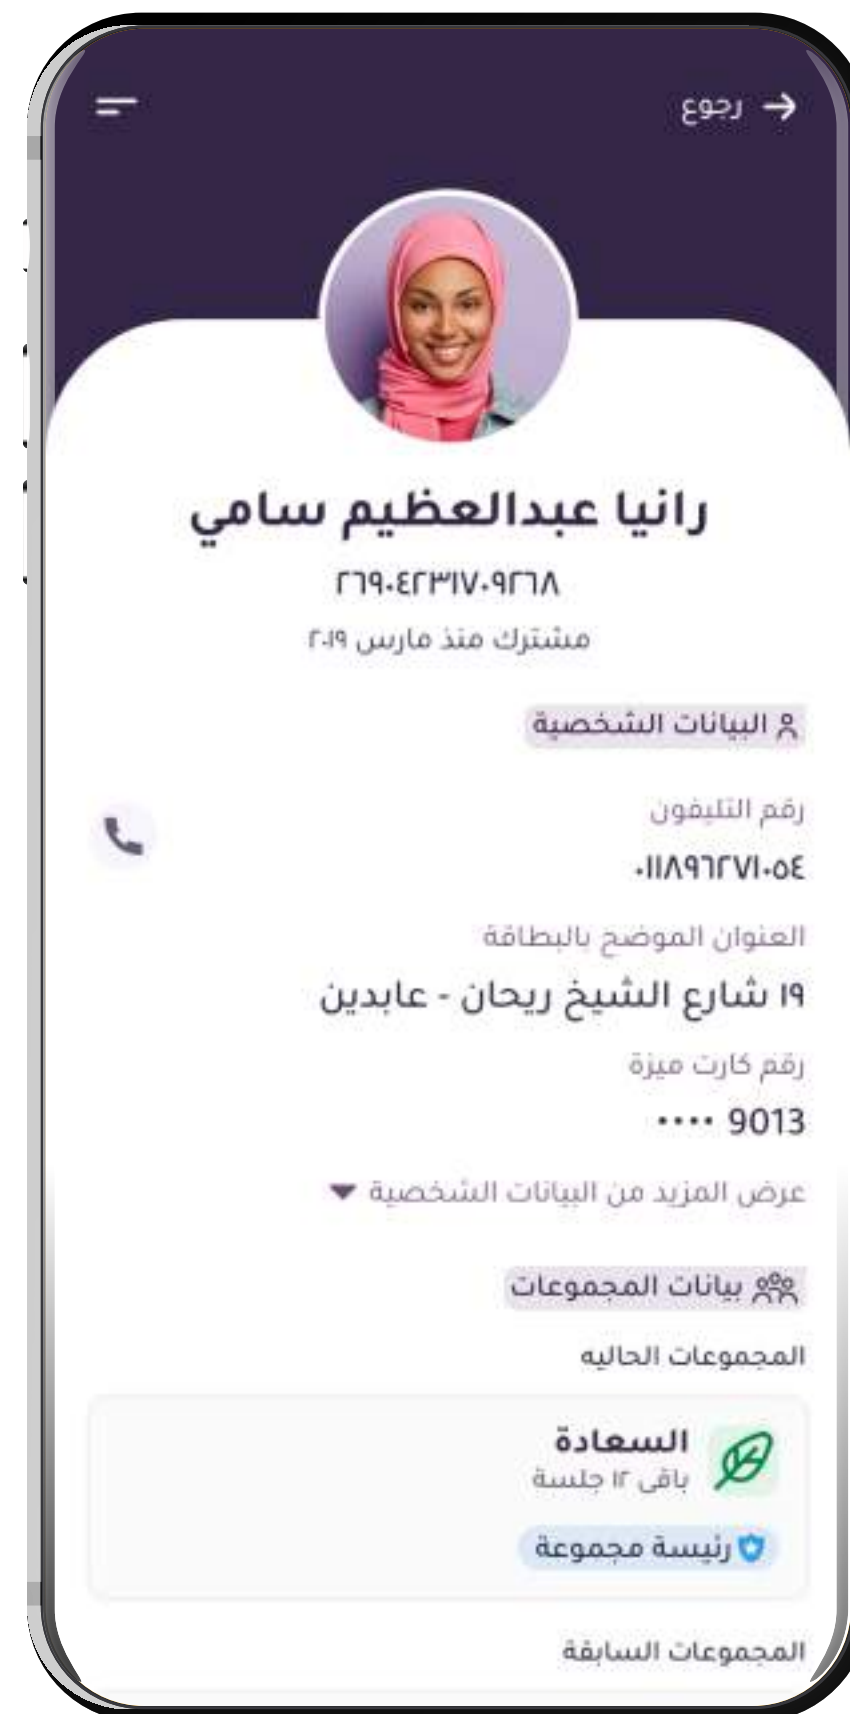 رجوع
رانيا عبدالعظيم سامي
٢٦٩٠٤٢٣١٧٠٩٢٦٨
مشترك منذ مارس ٢٠١٩
البيانات الشخصية
رقم التليفون
٠١١٨٩٦٢٧١٠٥٤
العنوان الموضح بالبطاقة
١٩ شارع الشيخ ريحان - عابدين
رقم كارت ميزة
•••• 9013
عرض المزيد من البيانات الشخصية
بيانات المجموعات
المجموعات الحاليه
السعادة
باقى ١٢ جلسة
رئيسة مجموعة
المجموعات السابقة